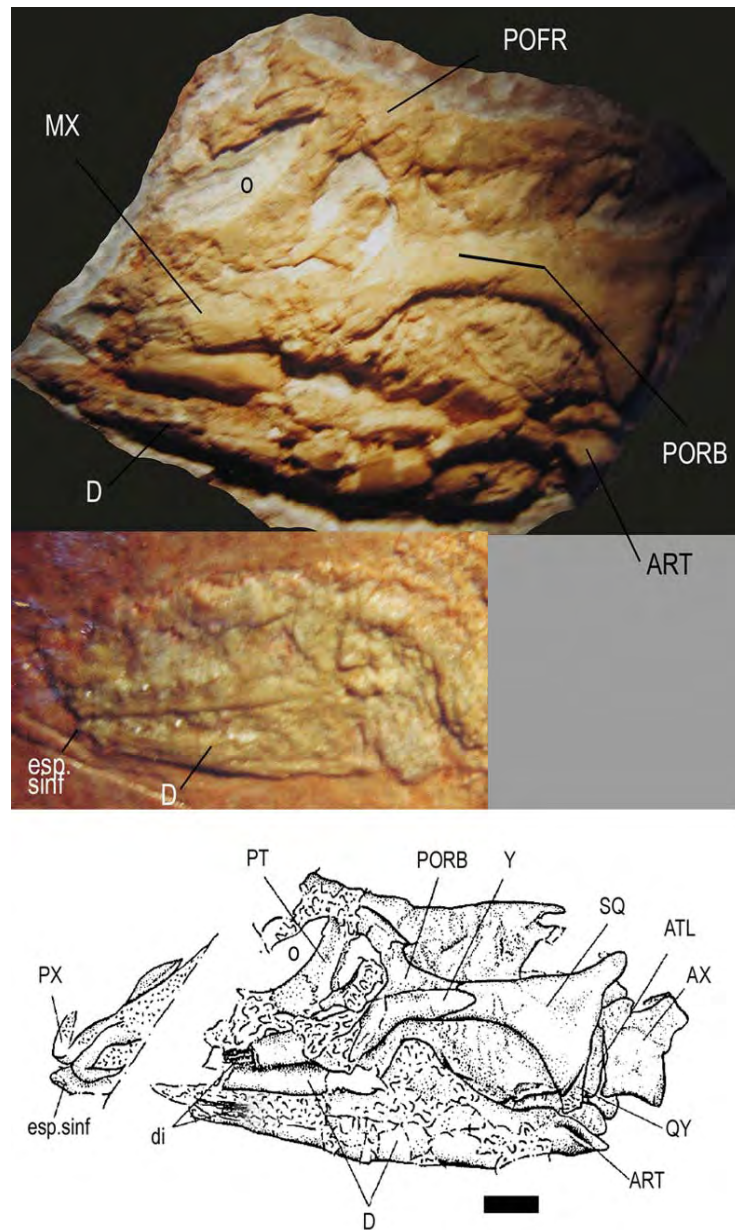 POFR
MX
o
PORB
D
ART
esp.
sinf
D
PT
PORB
Y
SQ
ATL
AX
PX
o
esp.sinf
di
D
QY
ART